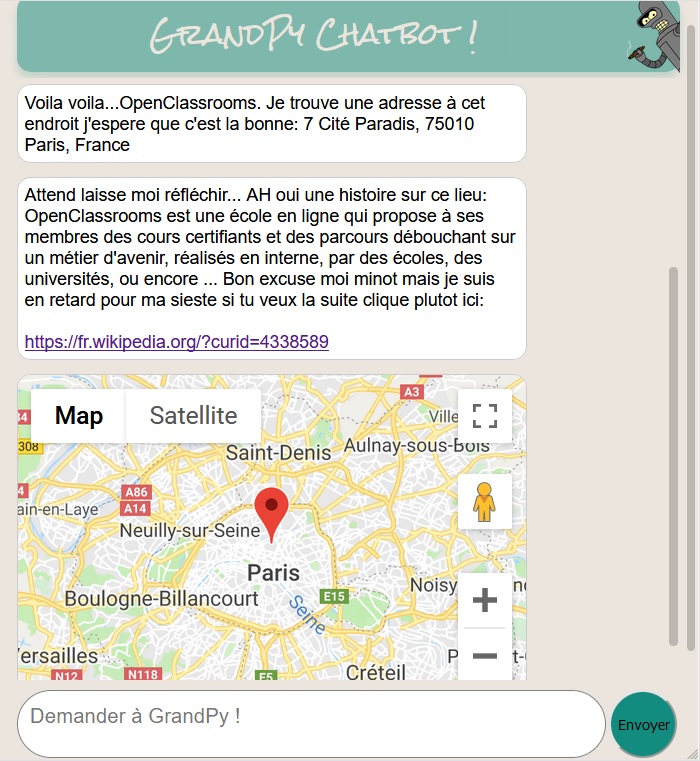 GrandPy Chatbot !
Voila voila...OpenClassrooms. Je trouve une adresse à cet
endroit j'espere que c'est la bonne: 7 Cité Paradis, 75010
Paris, France
Attend laisse moi réfléchir... AH oui une histoire sur ce lieu:
OpenClassrooms est une école en ligne qui propose à ses
membres des cours certifiants et des parcours débouchant sur
un métier d'avenir, réalisés en interne, par des écoles, des
universités, ou encore ... Bon excuse moi minot mais je suis
en retard pour ma sieste si tu veux la suite clique plutot ici:
https://fr.wikipedia.org/?curid=4338589
A3
Map Satellite
Ville
308
Saint-Denis
Aulnay-sous-Bois
A86
A14
ain-en-Laye
Neuilly-sur-Seine
Paris
Noisy
Boulogne-Billancourt
E15
Seine
ersailles
Créteil
N12
N118
E5
Demander à GrandPy !
Envoyer